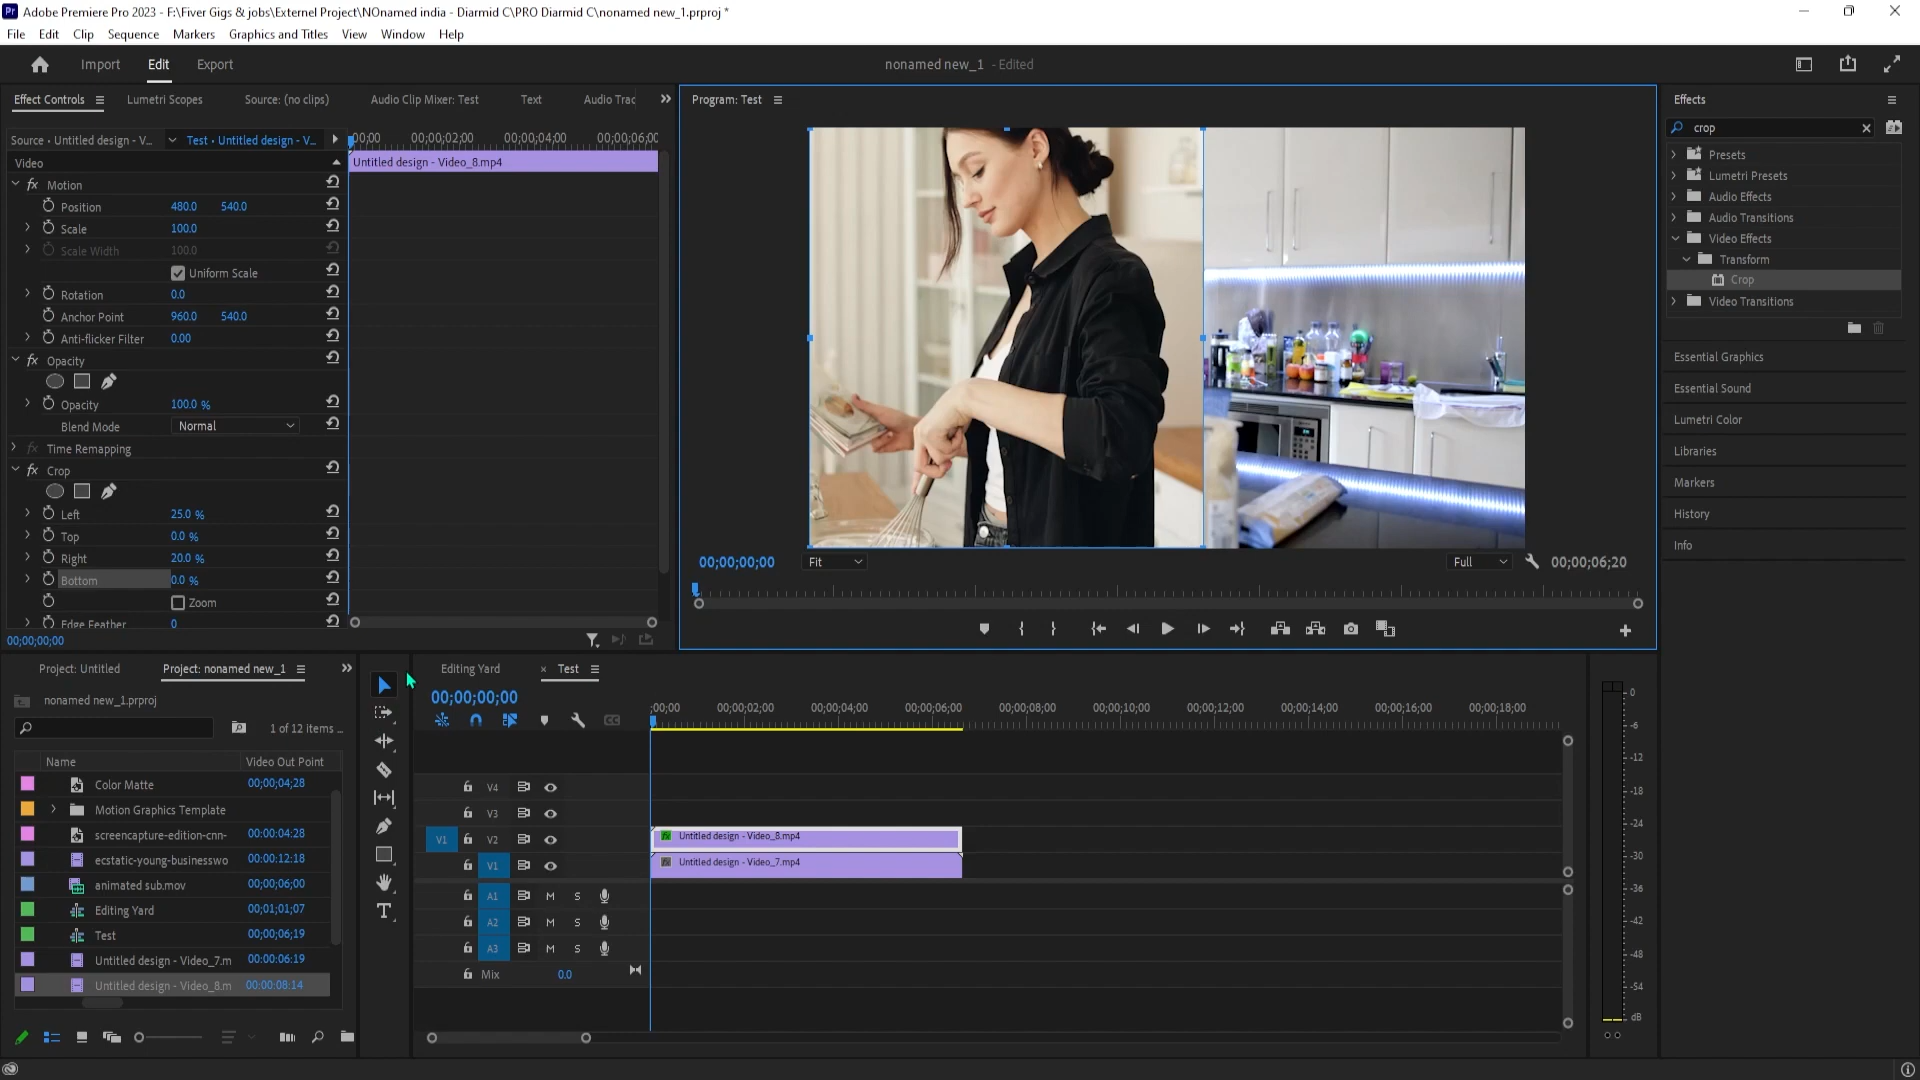 Adobe Premiere Pro 2023 - F:\Fiver Gigs & jobs\Externel Project\NOnamed india - Diarmid C\PRO Diarmid C\nonamed new_1.prproj *
File Edit Clip Sequence Markers Graphics and Titles View Window Help
Import Edit Export nonamed new_1 - Edited
Effect Controls Lumetri Scopes Source: (no clips) Audio Clip Mixer: Test Text Audio Trac
Source • Untitled design - V... Test • Untitled design - V...
;00;00 00;00;02;00 00;00;04;00 00;00;06;00
Video
Untitled design - Video_8.mp4
fx Motion
Position 480.0 540.0
Scale 100.0
Scale Width 100.0
Uniform Scale
Rotation 0.0
Anchor Point 960.0 540.0
Anti-flicker Filter 0.00
fx Opacity
Opacity 100.0 %
Blend Mode Normal
fx Time Remapping
fx Crop
Left 25.0 %
Top 0.0 %
Right 20.0 %
Bottom 0.0 %
Zoom
Edge Feather 0
00;00;00;00
Program: Test
00;00;00;00 Fit Full 00;00;06;20
Effects
crop
Presets
Lumetri Presets
Audio Effects
Audio Transitions
Video Effects
Transform
Crop
Video Transitions
Essential Graphics
Essential Sound
Lumetri Color
Libraries
Markers
History
Info
Project: Untitled Project: nonamed new_1
nonamed new_1.prproj
1 of 12 items ...
Name Video Out Point
Color Matte 00;00;04;28
Motion Graphics Template
screencapture-edition-cnn- 00:00:04:28
ecstatic-young-businesswo 00:00:12:18
animated sub.mov 00;00;06;00
Editing Yard 00;01;01;07
Test 00;00;06;19
Untitled design - Video_7.m 00:00:06:19
Untitled design - Video_8.m 00:00:08:14
Editing Yard × Test
00;00;00;00
;00;00 00;00;02;00 00;00;04;00 00;00;06;00 00;00;08;00 00;00;10;00 00;00;12;00 00;00;14;00 00;00;16;00 00;00;18;00
V4
V3
V1 V2 fx Untitled design - Video_8.mp4
V1 fx Untitled design - Video_7.mp4
A1 M S
A2 M S
A3 M S
Mix 0.0
0
-6
-12
-18
-24
-30
-36
-42
-48
-54
dB